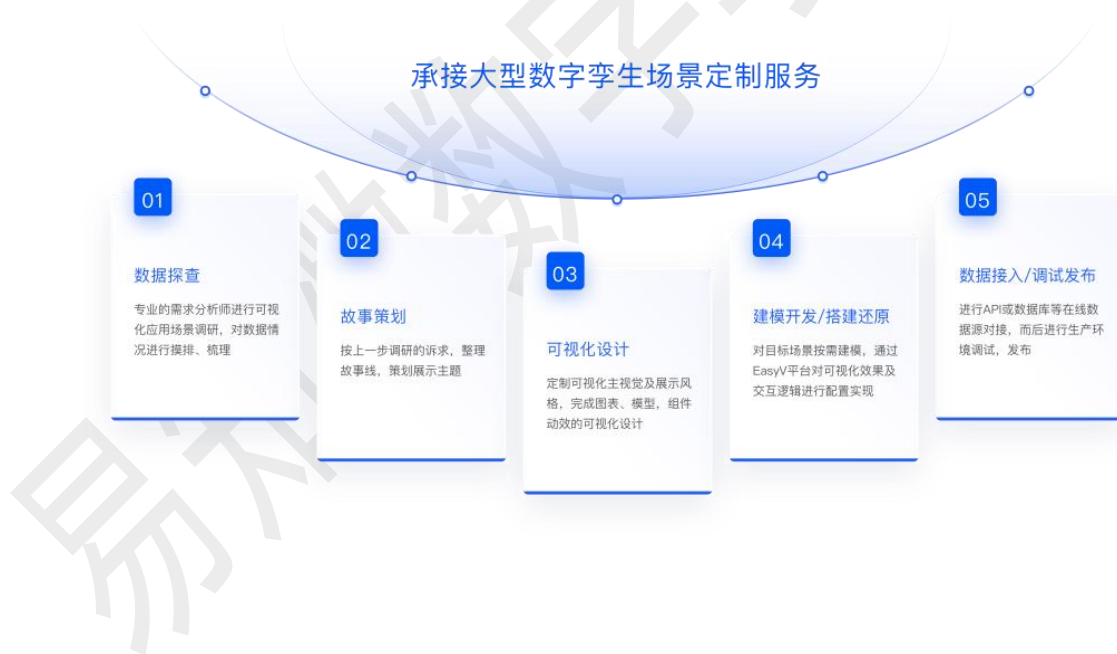 承接大型数字孪生场景定制服务
01
数据探查
专业的需求分析师进行可视
化应用场景调研，对数据情
况进行摸排、梳理
02
故事策划
按上一步调研的诉求，整理
故事线，策划展示主题
03
可视化设计
定制可视化主视觉及展示风
格，完成图表、模型，组件
动效的可视化设计
04
建模开发/搭建还原
对目标场景按需建模，通过
EasyV平台对可视化效果及
交互逻辑进行配置实现
05
数据接入/调试发布
进行API或数据库等在线数
据源对接，而后进行生产环
境调试，发布
易知微数字